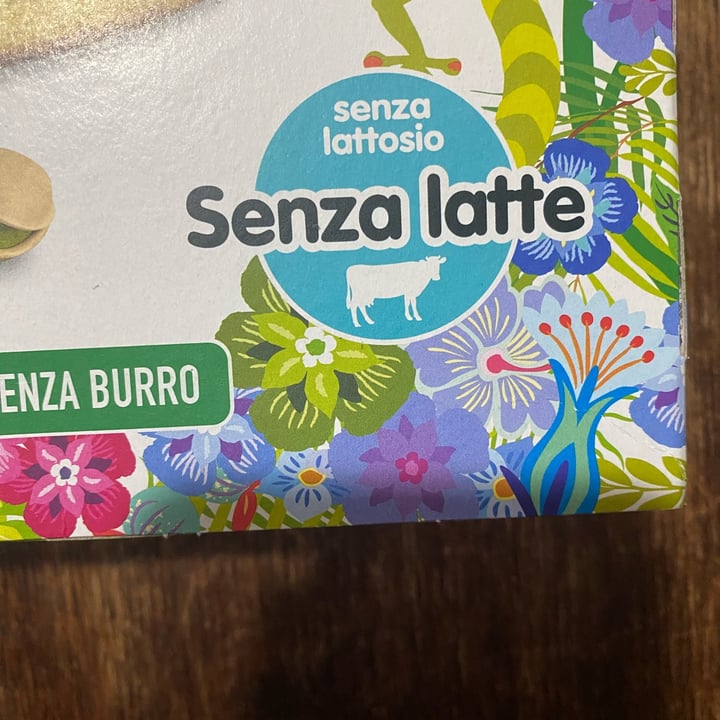 senza
lattosio
Senza latte
ENZA BURRO